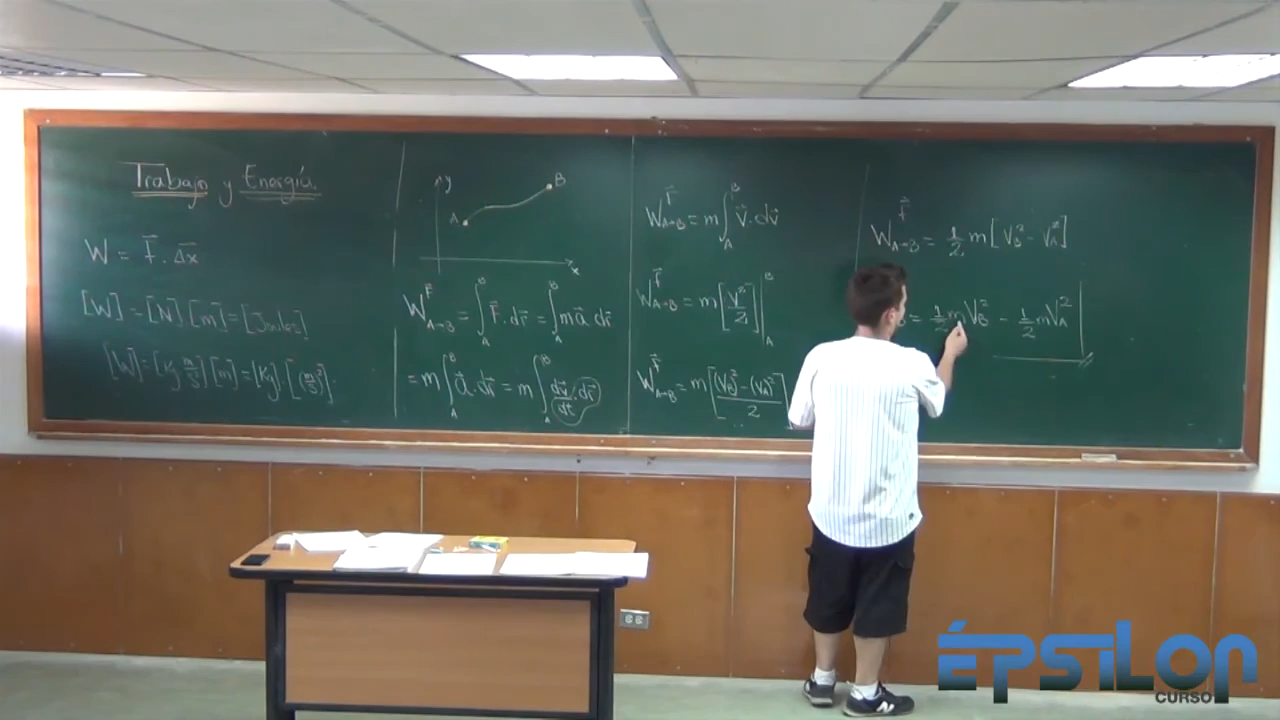 Trabajo y Energía.
W = F⃗ . Δx⃗
[W] = [N].[m] = [Joules]
[W] = [Kg m/s²][m] = [Kg].[m/s]².
y
A
B
x
W^F⃗_A→B = ∫_A^B F⃗ . dr⃗ = ∫_A^B m a⃗ . dr⃗
= m ∫_A^B a⃗ . dr⃗ = m ∫_A^B dv⃗/dt . dr⃗
W^F⃗_A→B = m ∫_A^B v⃗ . dv⃗
W^F⃗_A→B = m [V²/2] |_A^B
W^F⃗_A→B = m [(V_B)² − (V_A)² / 2]
W^F⃗_A→B = 1/2 m [V_B² − V_A²]
B = 1/2 m V_B² − 1/2 m V_A²
ÉPSILON
CURSO